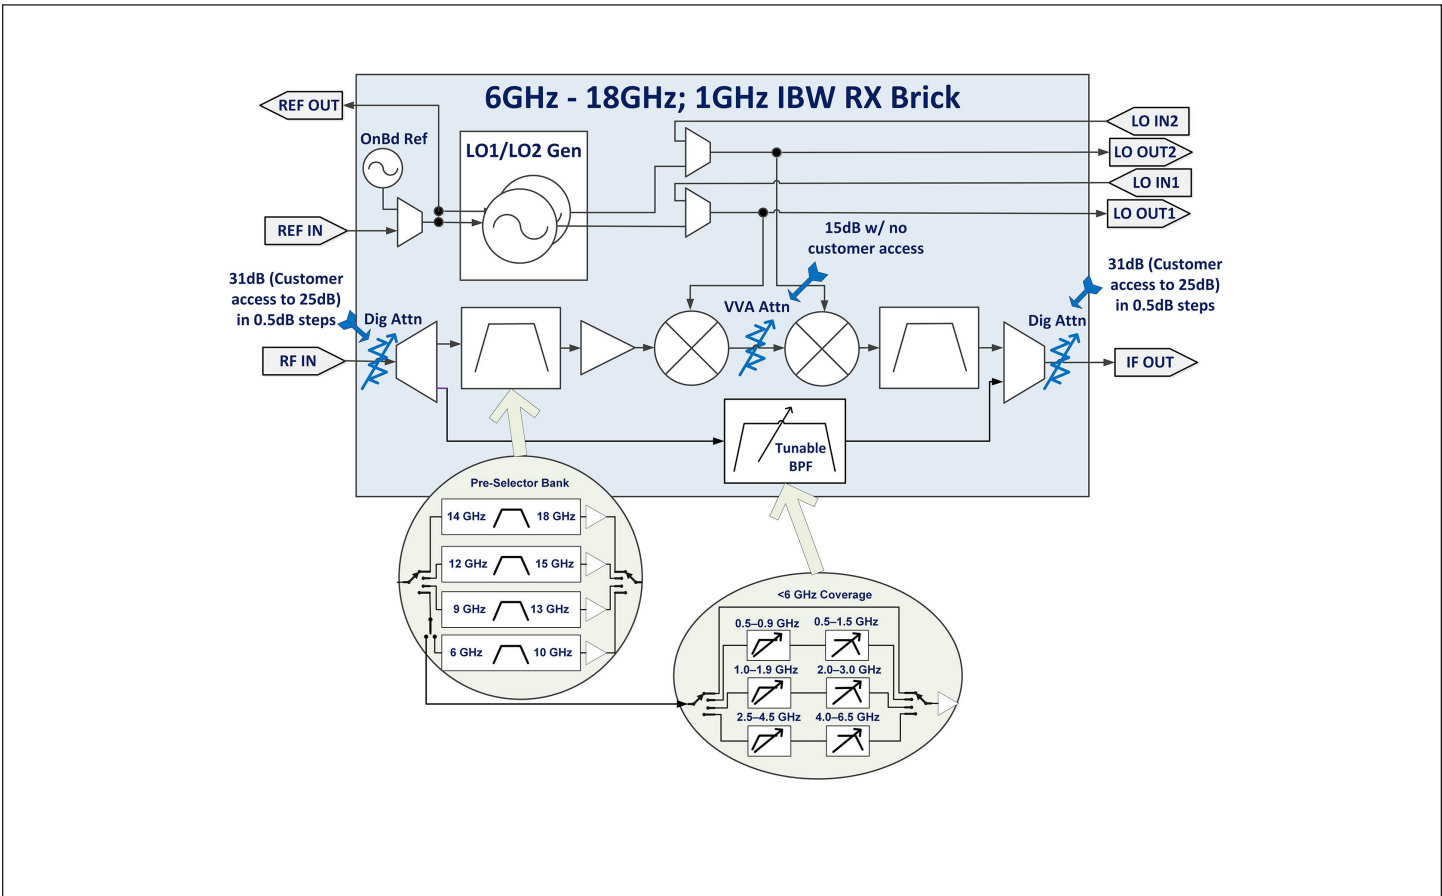 6GHz - 18GHz; 1GHz IBW RX Brick
REF OUT
OnBd Ref
LO1/LO2 Gen
LO IN2
LO OUT2
LO IN1
LO OUT1
REF IN
15dB w/ no
customer access
31dB (Customer
access to 25dB)
in 0.5dB steps
Dig Attn
VVA Attn
31dB (Customer
access to 25dB)
in 0.5dB steps
Dig Attn
RF IN
IF OUT
Tunable
BPF
Pre-Selector Bank
14 GHz 18 GHz
12 GHz 15 GHz
9 GHz 13 GHz
6 GHz 10 GHz
<6 GHz Coverage
0.5–0.9 GHz 0.5–1.5 GHz
1.0–1.9 GHz 2.0–3.0 GHz
2.5–4.5 GHz 4.0–6.5 GHz